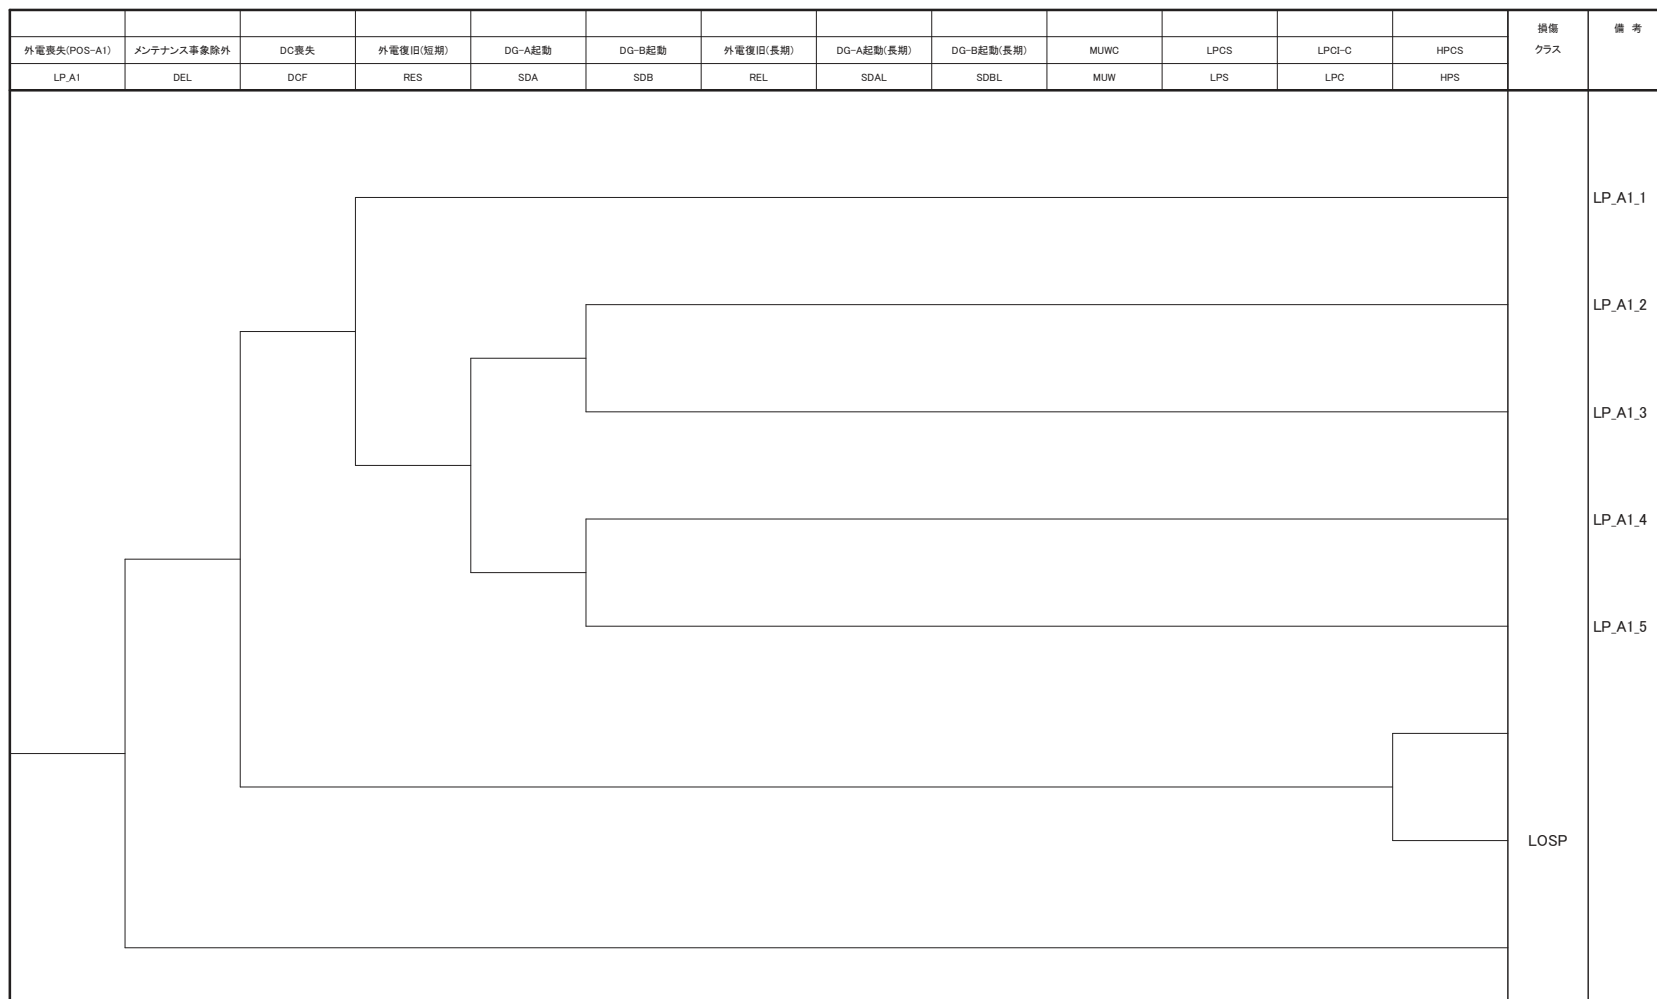 損傷 備 考
外電喪失(POS-A1) メンテナンス事象除外 DC喪失 外電復旧(短期) DG-A起動 DG-B起動 外電復旧(長期) DG-A起動(長期) DG-B起動(長期) MUWC LPCS LPCI-C HPCS クラス
LP_A1 DEL DCF RES SDA SDB REL SDAL SDBL MUW LPS LPC HPS
LP_A1_1
LP_A1_2
LP_A1_3
LP_A1_4
LP_A1_5
LOSP